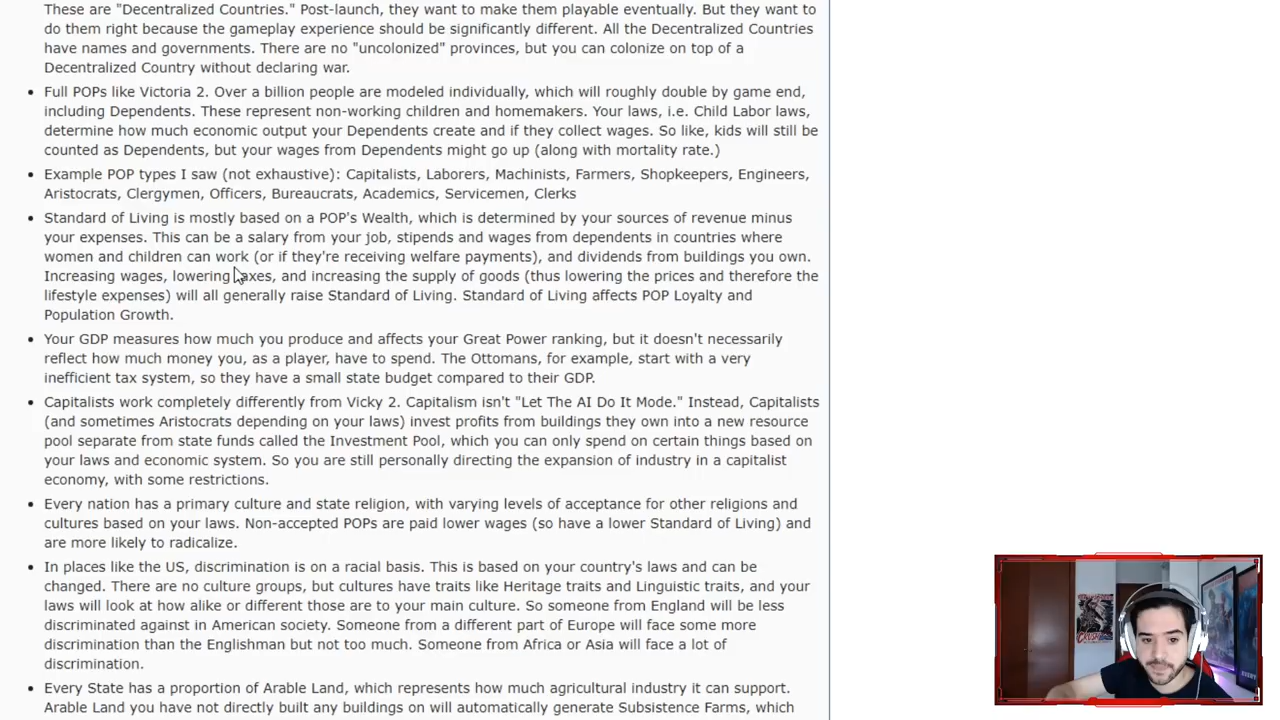 These are "Decentralized Countries." Post-launch, they want to make them playable eventually. But they want to
do them right because the gameplay experience should be significantly different. All the Decentralized Countries
have names and governments. There are no "uncolonized" provinces, but you can colonize on top of a
Decentralized Country without declaring war.
Full POPs like Victoria 2. Over a billion people are modeled individually, which will roughly double by game end,
including Dependents. These represent non-working children and homemakers. Your laws, i.e. Child Labor laws,
determine how much economic output your Dependents create and if they collect wages. So like, kids will still be
counted as Dependents, but your wages from Dependents might go up (along with mortality rate.)
Example POP types I saw (not exhaustive): Capitalists, Laborers, Machinists, Farmers, Shopkeepers, Engineers,
Aristocrats, Clergymen, Officers, Bureaucrats, Academics, Servicemen, Clerks
Standard of Living is mostly based on a POP's Wealth, which is determined by your sources of revenue minus
your expenses. This can be a salary from your job, stipends and wages from dependents in countries where
women and children can work (or if they're receiving welfare payments), and dividends from buildings you own.
Increasing wages, lowering taxes, and increasing the supply of goods (thus lowering the prices and therefore the
lifestyle expenses) will all generally raise Standard of Living. Standard of Living affects POP Loyalty and
Population Growth.
Your GDP measures how much you produce and affects your Great Power ranking, but it doesn't necessarily
reflect how much money you, as a player, have to spend. The Ottomans, for example, start with a very
inefficient tax system, so they have a small state budget compared to their GDP.
Capitalists work completely differently from Vicky 2. Capitalism isn't "Let The AI Do It Mode." Instead, Capitalists
(and sometimes Aristocrats depending on your laws) invest profits from buildings they own into a new resource
pool separate from state funds called the Investment Pool, which you can only spend on certain things based on
your laws and economic system. So you are still personally directing the expansion of industry in a capitalist
economy, with some restrictions.
Every nation has a primary culture and state religion, with varying levels of acceptance for other religions and
cultures based on your laws. Non-accepted POPs are paid lower wages (so have a lower Standard of Living) and
are more likely to radicalize.
In places like the US, discrimination is on a racial basis. This is based on your country's laws and can be
changed. There are no culture groups, but cultures have traits like Heritage traits and Linguistic traits, and your
laws will look at how alike or different those are to your main culture. So someone from England will be less
discriminated against in American society. Someone from a different part of Europe will face some more
discrimination than the Englishman but not too much. Someone from Africa or Asia will face a lot of
discrimination.
Every State has a proportion of Arable Land, which represents how much agricultural industry it can support.
Arable Land you have not directly built any buildings on will automatically generate Subsistence Farms, which